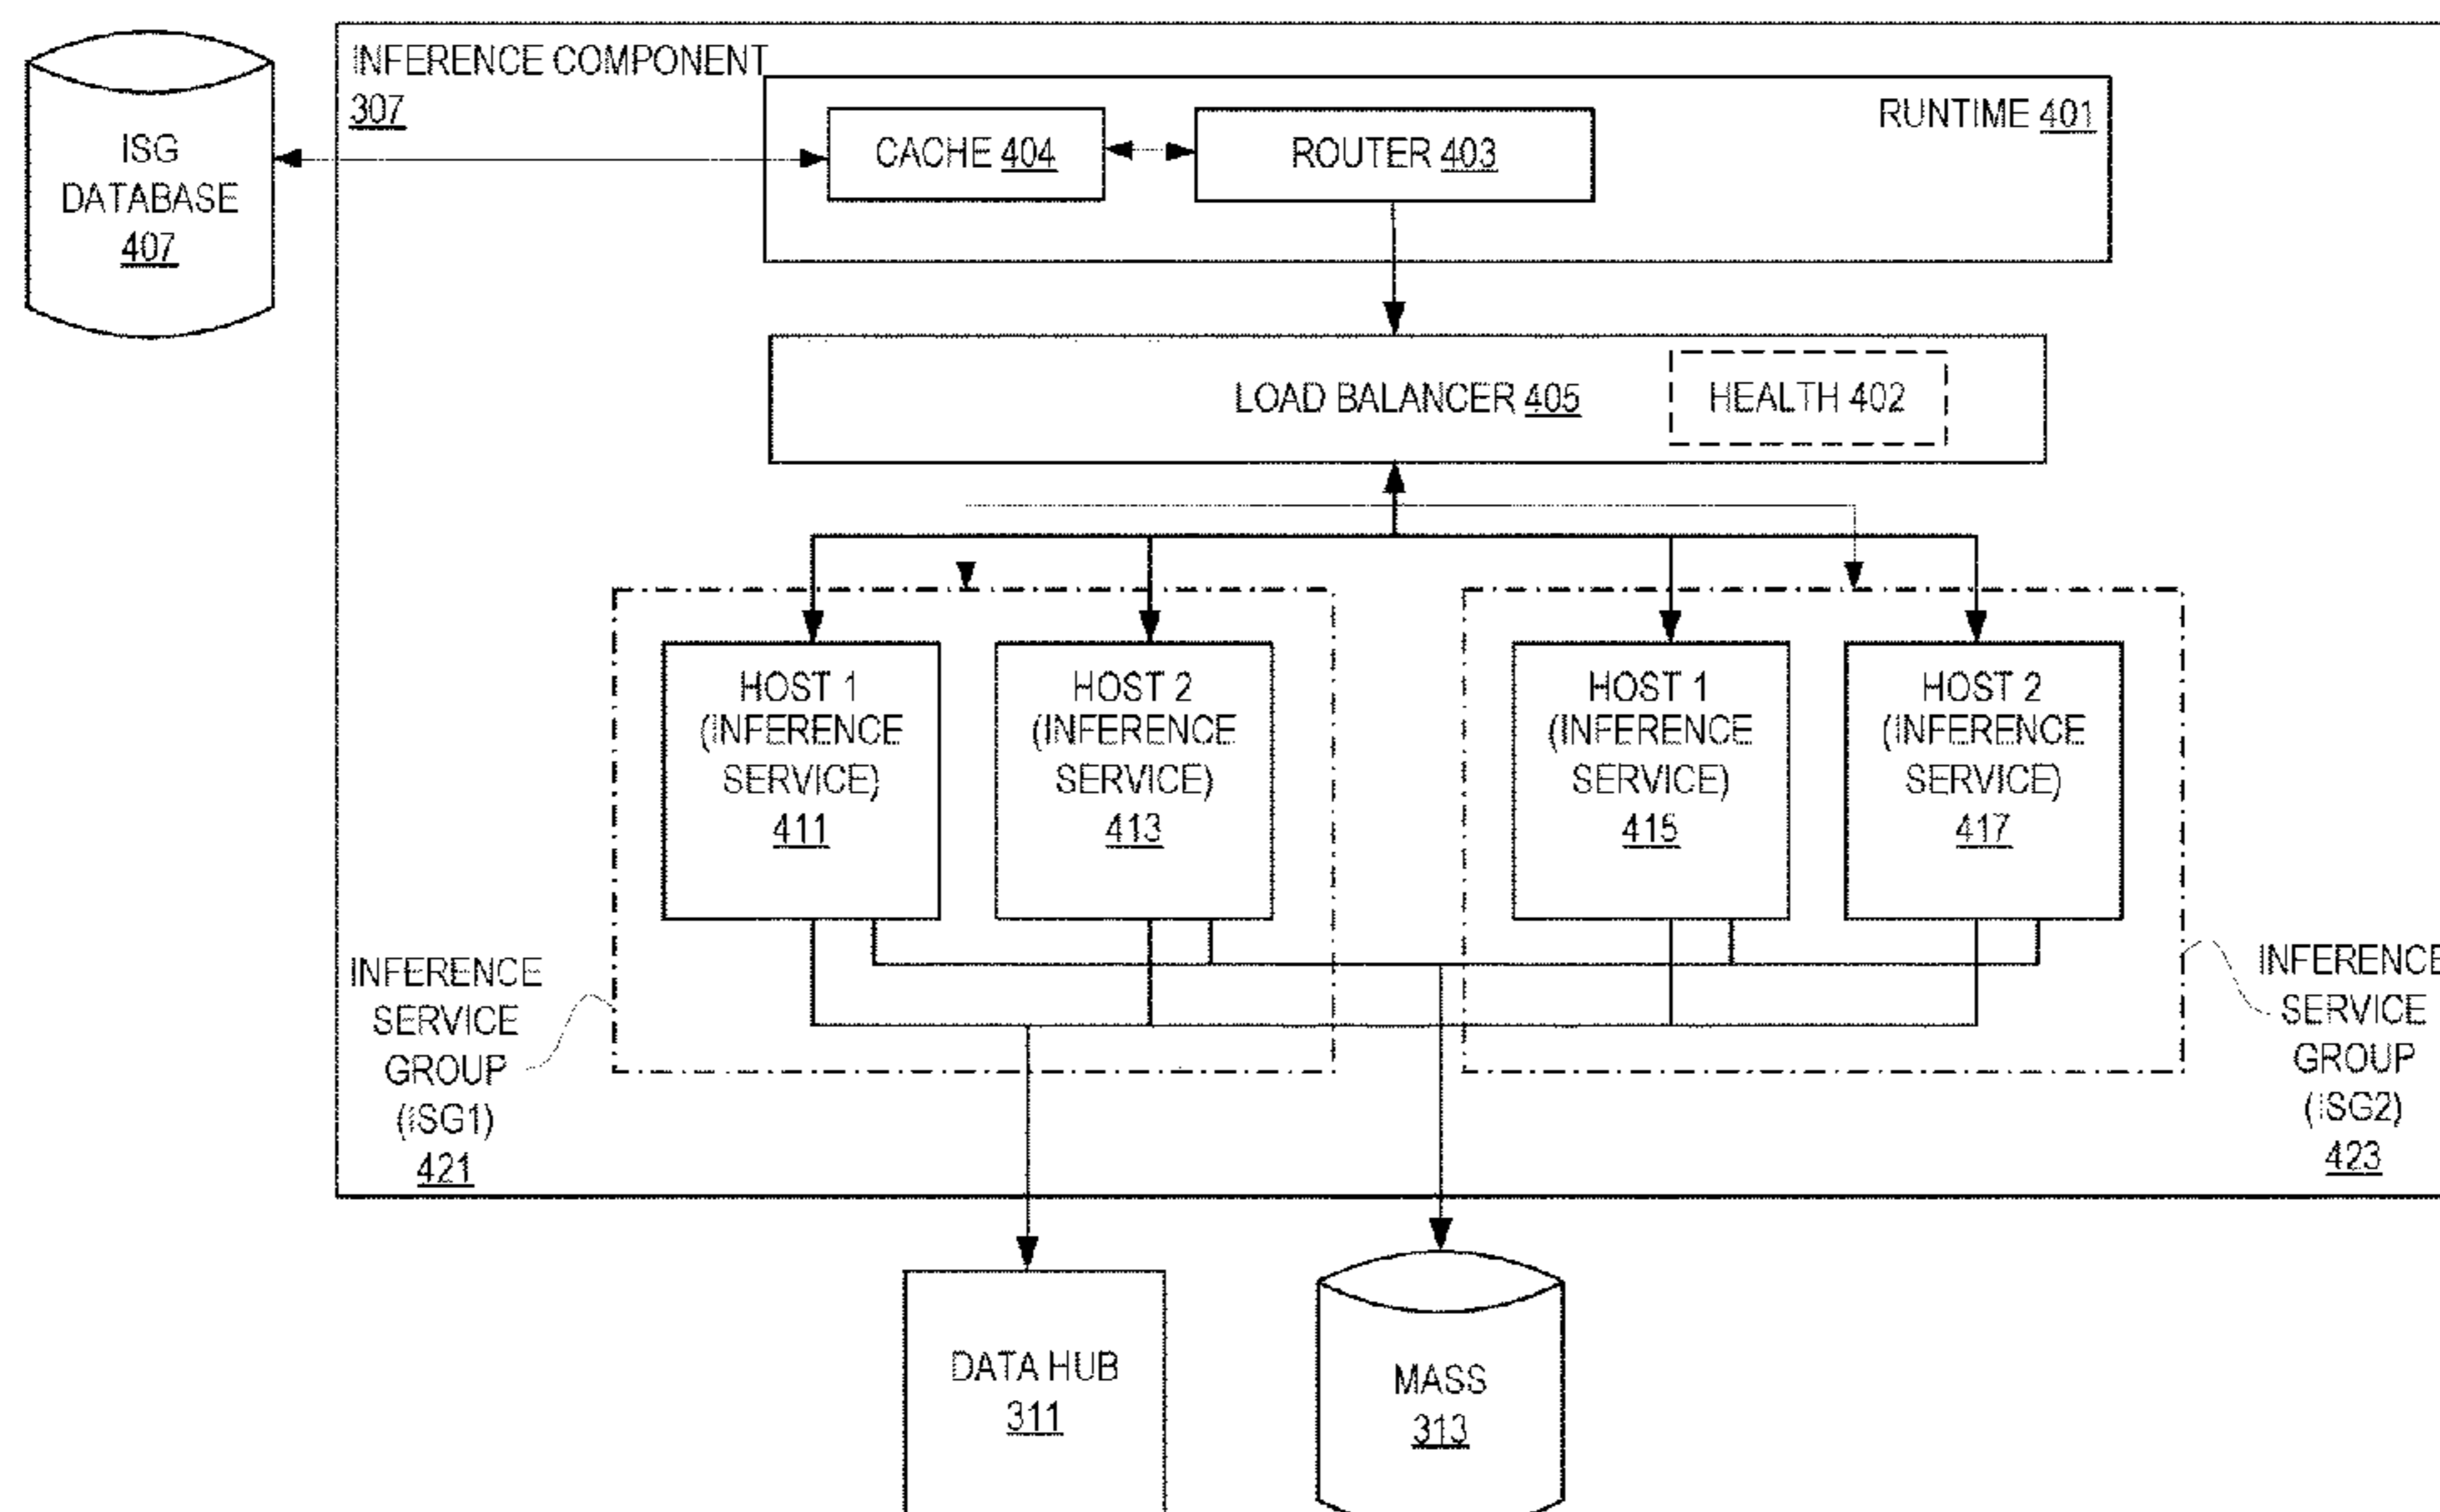 INFERENCE COMPONENT
307
ISG
DATABASE
407
CACHE 404
ROUTER 403
RUNTIME 401
LOAD BALANCER 405
HEALTH 402
HOST 1
(INFERENCE
SERVICE)
411
HOST 2
(INFERENCE
SERVICE)
413
HOST 1
(INFERENCE
SERVICE)
415
HOST 2
(INFERENCE
SERVICE)
417
INFERENCE
SERVICE
GROUP
(ISG1)
421
INFERENCE
SERVICE
GROUP
(ISG2)
423
DATA HUB
311
MASS
313